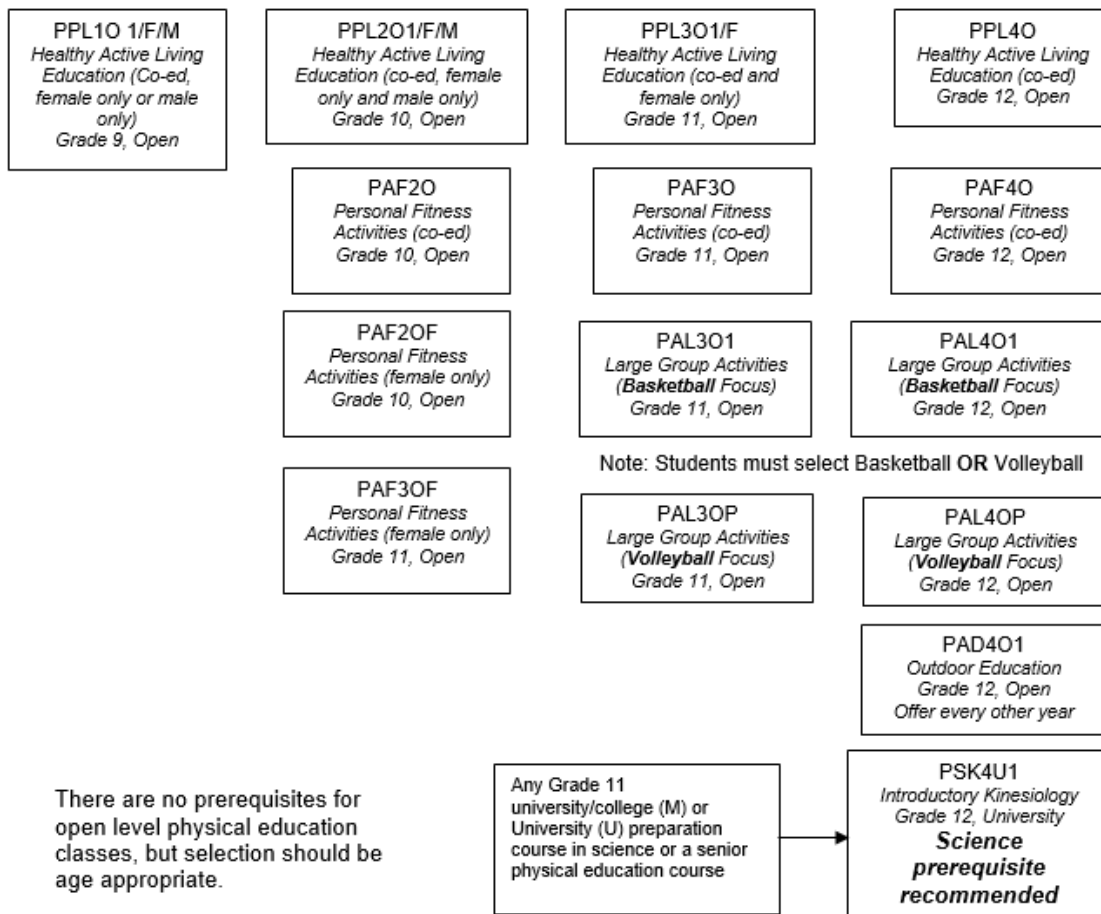 PPL1O 1/F/M
Healthy Active Living
Education (Co-ed,
female only or male
only)
Grade 9, Open
PPL2O1/F/M
Healthy Active Living
Education (co-ed, female
only and male only)
Grade 10, Open
PPL3O1/F
Healthy Active Living
Education (co-ed and
female only)
Grade 11, Open
PPL4O
Healthy Active Living
Education (co-ed)
Grade 12, Open
PAF2O
Personal Fitness
Activities (co-ed)
Grade 10, Open
PAF3O
Personal Fitness
Activities (co-ed)
Grade 11, Open
PAF4O
Personal Fitness
Activities (co-ed)
Grade 12, Open
PAF2OF
Personal Fitness
Activities (female only)
Grade 10, Open
PAL3O1
Large Group Activities
(Basketball Focus)
Grade 11, Open
PAL4O1
Large Group Activities
(Basketball Focus)
Grade 12, Open
Note: Students must select Basketball OR Volleyball
PAF3OF
Personal Fitness
Activities (female only)
Grade 11, Open
PAL3OP
Large Group Activities
(Volleyball Focus)
Grade 11, Open
PAL4OP
Large Group Activities
(Volleyball Focus)
Grade 12, Open
PAD4O1
Outdoor Education
Grade 12, Open
Offer every other year
There are no prerequisites for
open level physical education
classes, but selection should be
age appropriate.
Any Grade 11
university/college (M) or
University (U) preparation
course in science or a senior
physical education course
PSK4U1
Introductory Kinesiology
Grade 12, University
Science
prerequisite
recommended